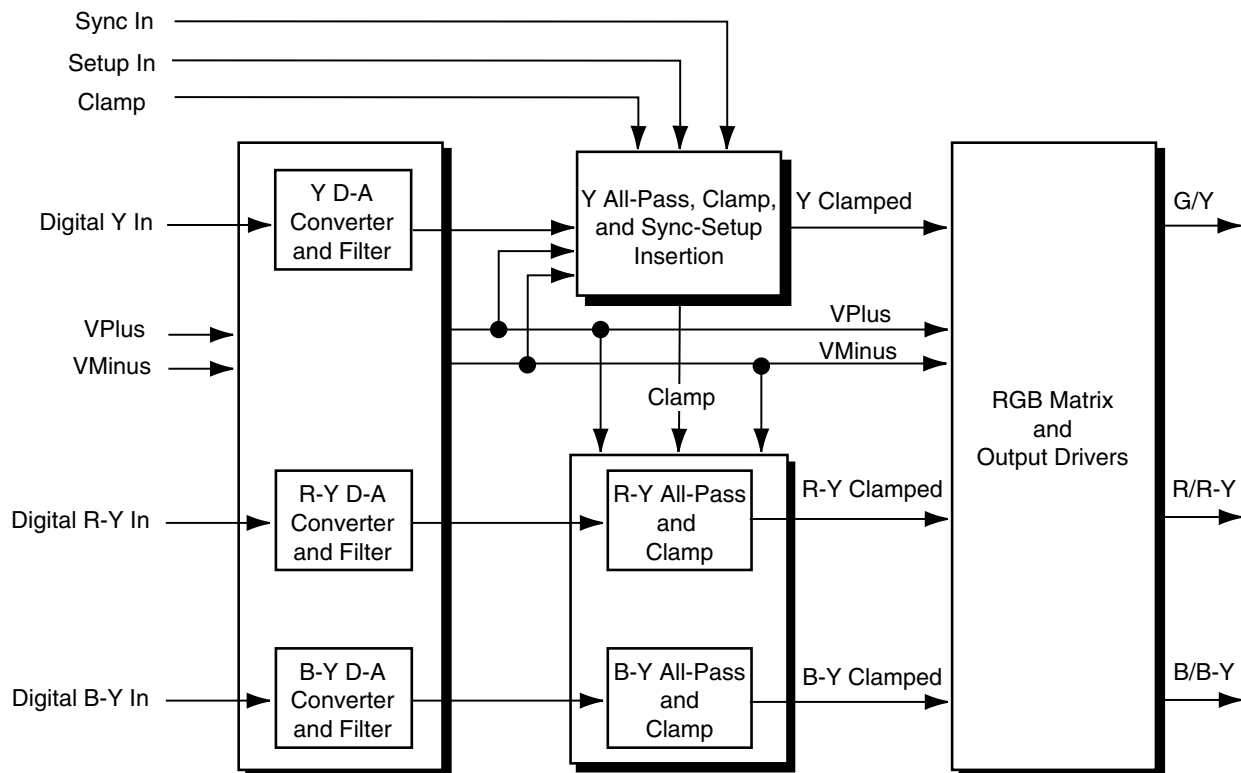 Sync In
Setup In
Clamp
Digital Y In
Y D-A
Converter
and Filter
Y All-Pass, Clamp,
and Sync-Setup
Insertion
Y Clamped
G/Y
VPlus
VMinus
VPlus
VMinus
Clamp
RGB Matrix
and
Output Drivers
Digital R-Y In
R-Y D-A
Converter
and Filter
R-Y All-Pass
and
Clamp
R-Y Clamped
R/R-Y
Digital B-Y In
B-Y D-A
Converter
and Filter
B-Y All-Pass
and
Clamp
B-Y Clamped
B/B-Y